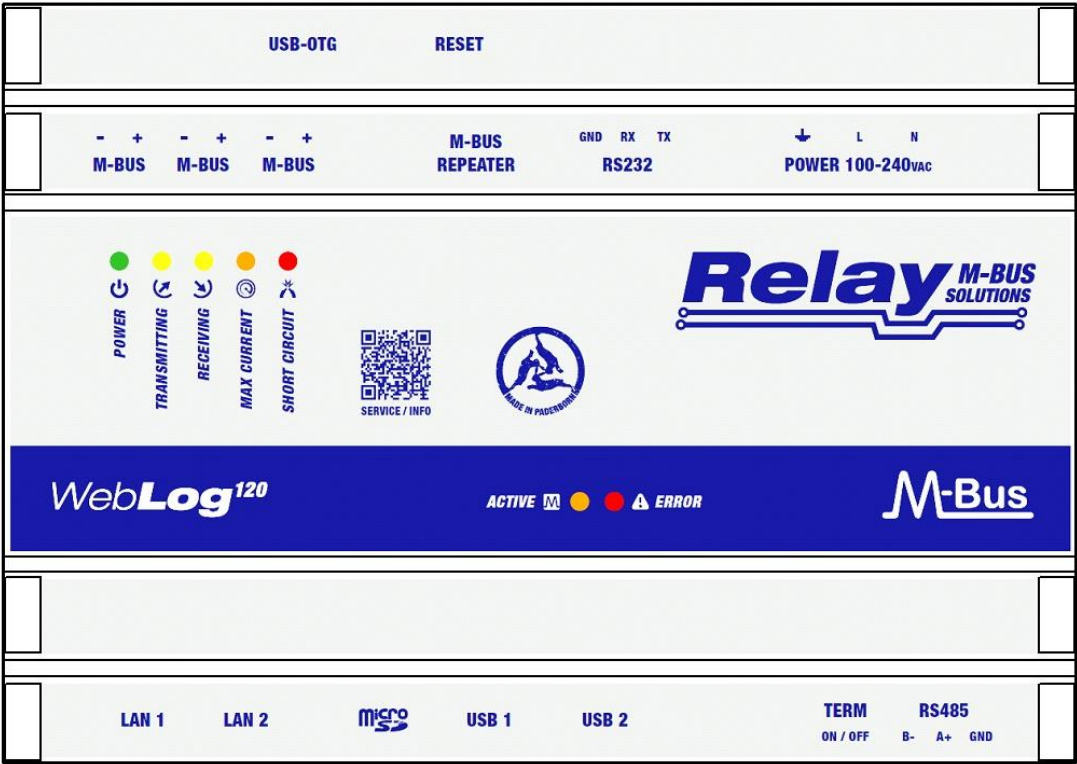 USB-OTG RESET
- + - + - +
M-BUS M-BUS M-BUS
M-BUS
REPEATER
GND RX TX
RS232
L N
POWER 100-240VAC
POWER
TRANSMITTING
RECEIVING
MAX CURRENT
SHORT CIRCUIT
SERVICE / INFO
MADE IN PADERBORN
Relay M-BUS
SOLUTIONS
WebLog120
ACTIVE M
ERROR
M-Bus
LAN 1 LAN 2 micro SD USB 1 USB 2
TERM
ON / OFF
RS485
B- A+ GND